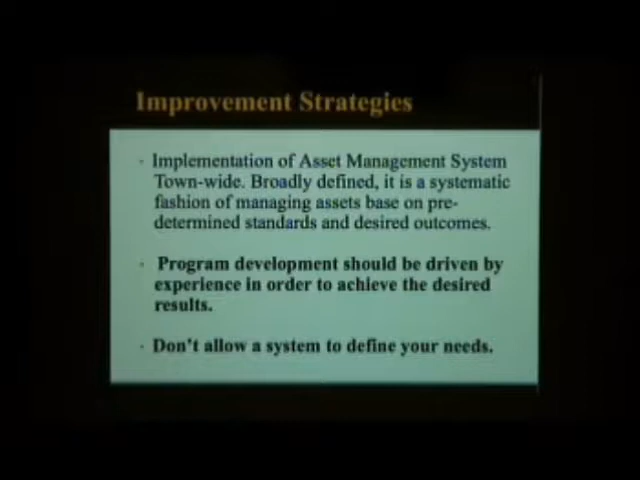 Improvement Strategies
· Implementation of Asset Management System
Town-wide. Broadly defined, it is a systematic
fashion of managing assets base on pre-
determined standards and desired outcomes.
· Program development should be driven by
experience in order to achieve the desired
results.
· Don't allow a system to define your needs.